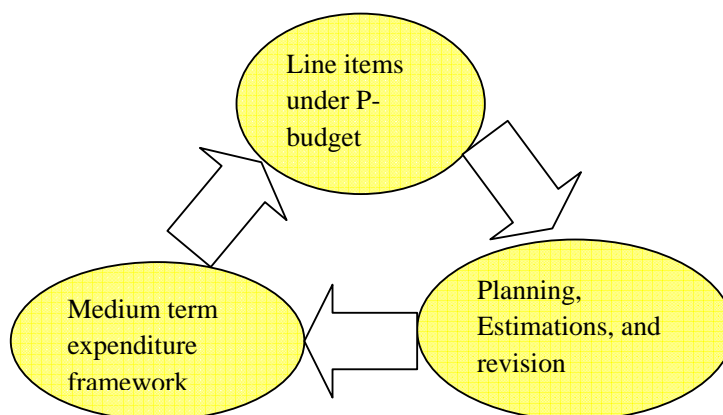 Line items
under P-
budget
Planning,
Estimations, and
revision
Medium term
expenditure
framework